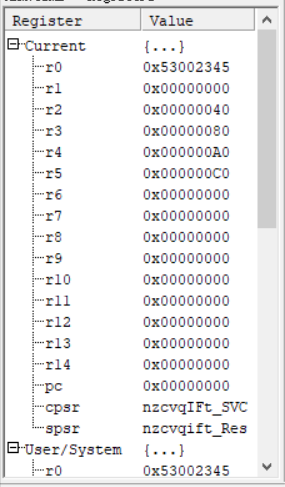 Register Value
Current {...}
r0 0x53002345
r1 0x00000000
r2 0x00000040
r3 0x00000080
r4 0x000000A0
r5 0x000000C0
r6 0x00000000
r7 0x00000000
r8 0x00000000
r9 0x00000000
r10 0x00000000
r11 0x00000000
r12 0x00000000
r13 0x00000000
r14 0x00000000
pc 0x00000000
cpsr nzcvqIFt_SVC
spsr nzcvqift_Res
User/System {...}
r0 0x53002345